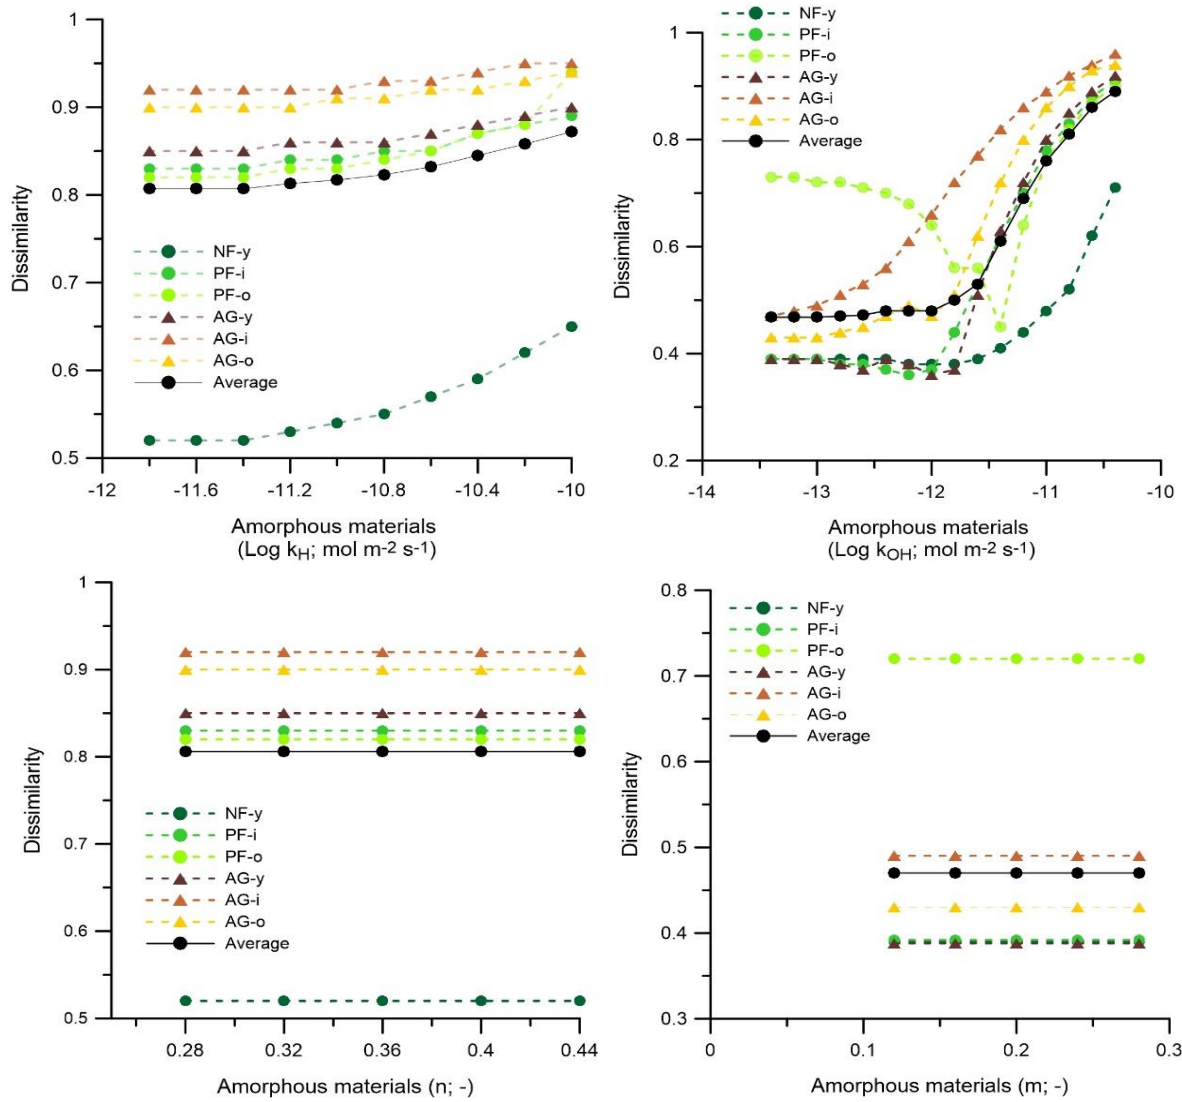 1
0.9
0.8
0.7
0.6
0.5
Dissimilarity
NF-y
PF-i
PF-o
AG-y
AG-i
AG-o
Average
-12
-11.6
-11.2
-10.8
-10.4
-10
Amorphous materials
(Log kH; mol m-2 s-1)
NF-y
PF-i
PF-o
AG-y
AG-i
AG-o
Average
1
0.8
0.6
0.4
0.2
Dissimilarity
-14
-13
-12
-11
-10
Amorphous materials
(Log kOH; mol m-2 s-1)
1
0.9
0.8
0.7
0.6
0.5
Dissimilarity
NF-y
PF-i
PF-o
AG-y
AG-i
AG-o
Average
0.28
0.32
0.36
0.4
0.44
Amorphous materials (n; -)
0.8
0.7
0.6
0.5
0.4
0.3
Dissimilarity
NF-y
PF-i
PF-o
AG-y
AG-i
AG-o
Average
0
0.1
0.2
0.3
Amorphous materials (m; -)